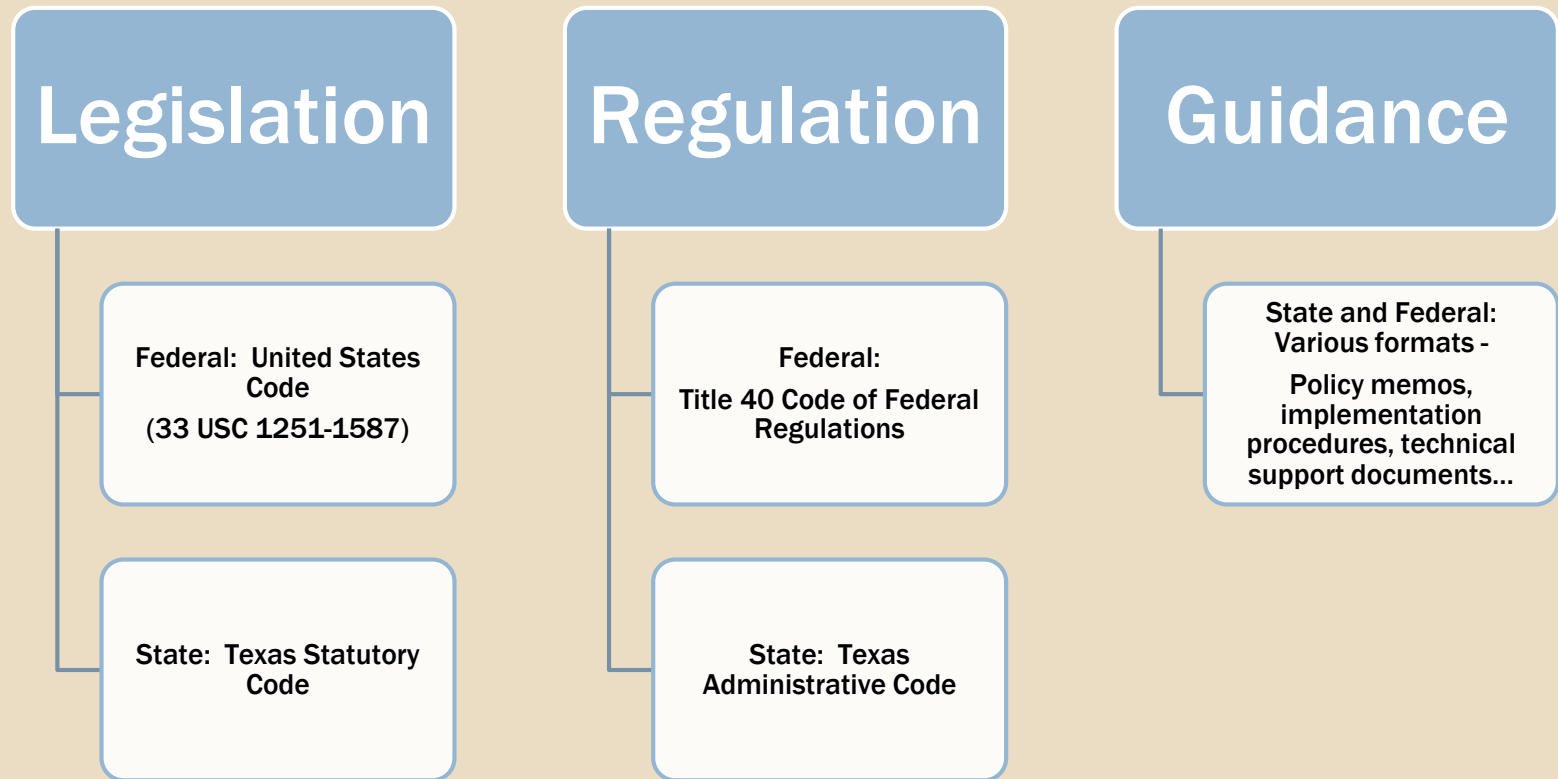 Legislation
Federal:  United States
Code
(33 USC 1251-1587)
State:  Texas Statutory
Code
Regulation
Federal:
Title 40 Code of Federal
Regulations
State:  Texas
Administrative Code
Guidance
State and Federal:
Various formats -
Policy memos,
implementation
procedures, technical
support documents…